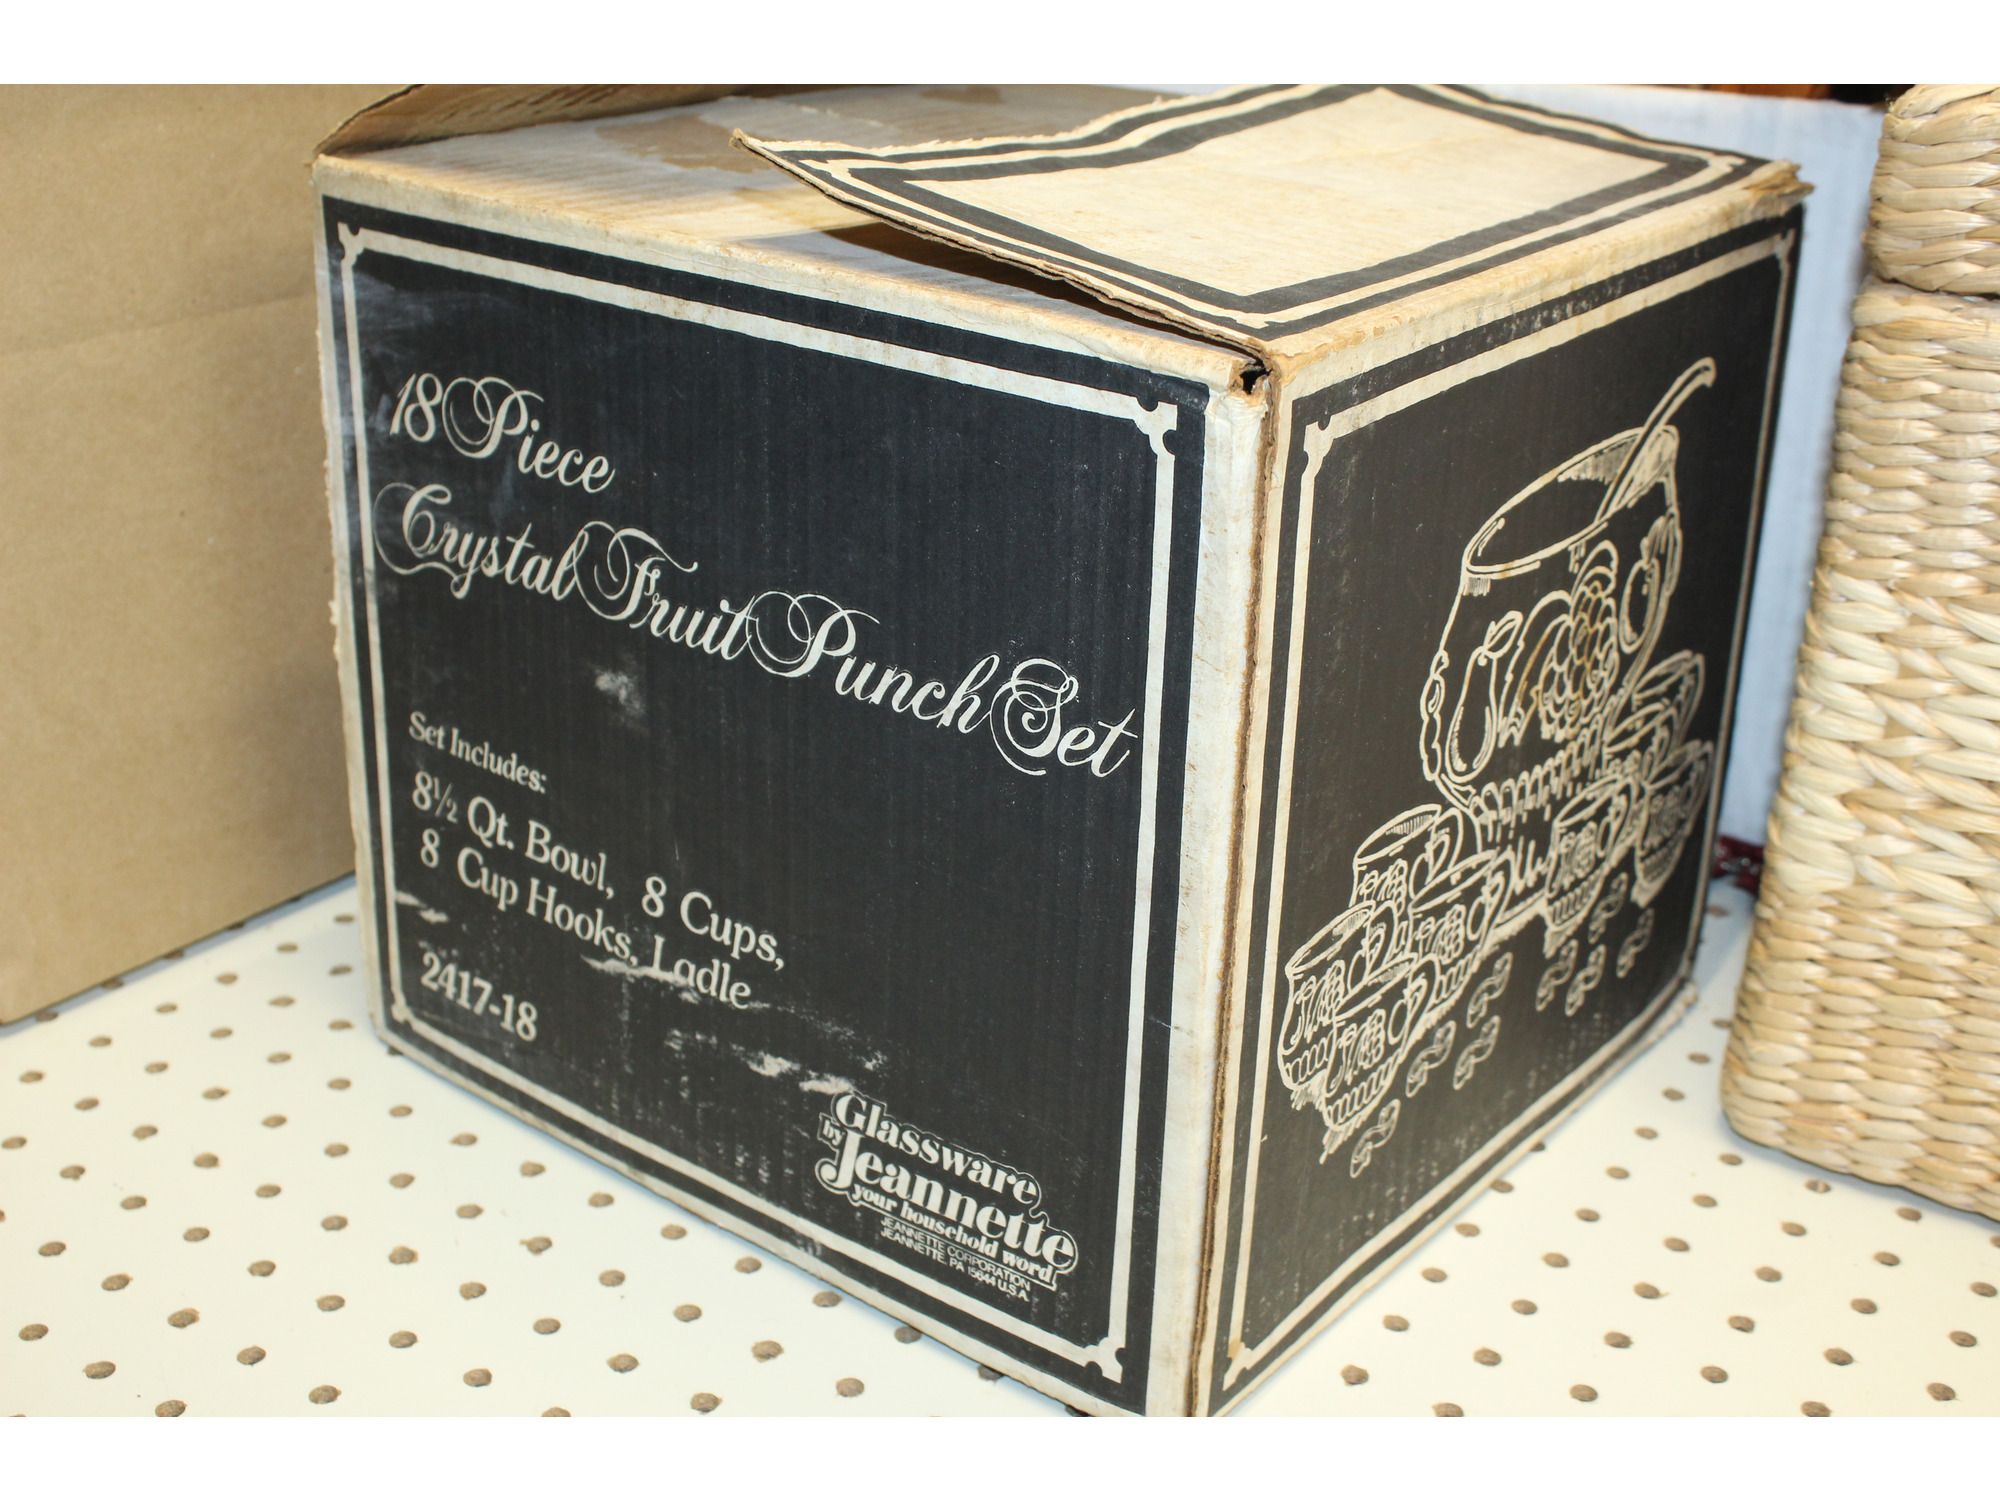 18 Piece
Crystal Fruit Punch Set
Set Includes:
8½ Qt. Bowl, 8 Cups,
8 Cup Hooks, Ladle
2417-18
Glassware
by
Jeannette
your household word
JEANNETTE CORPORATION
JEANNETTE, PA 15644 U.S.A.